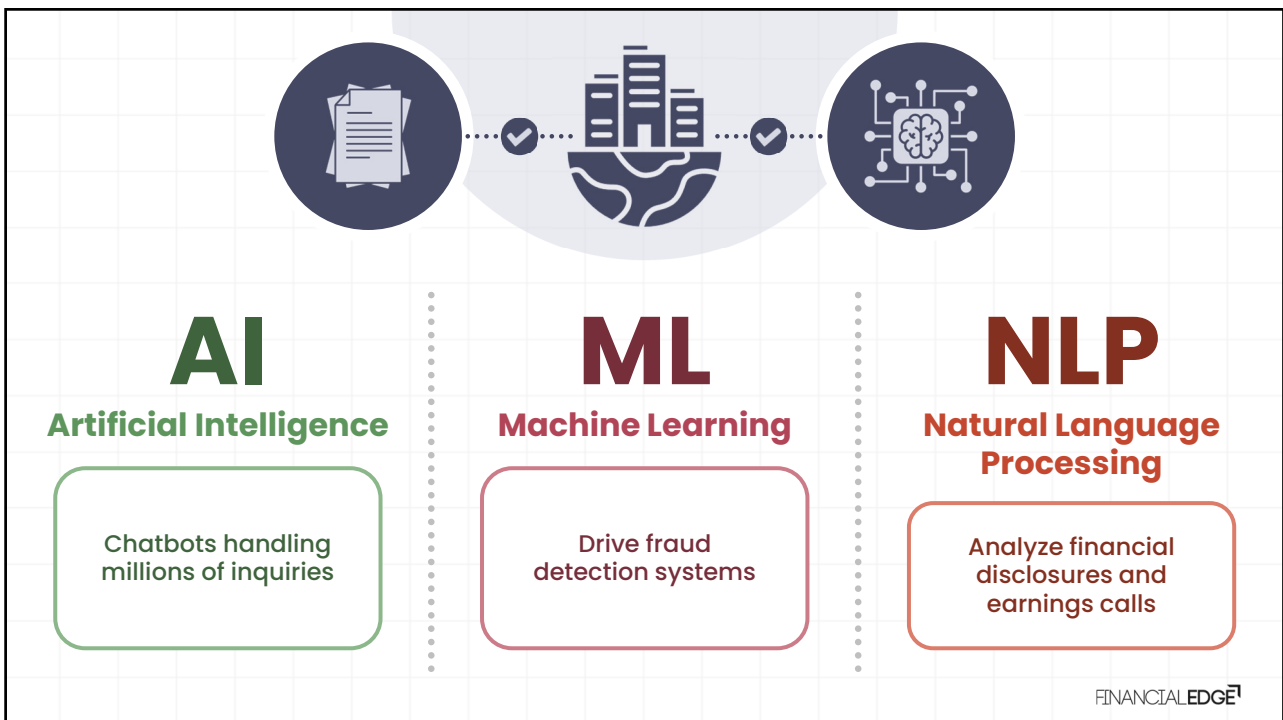 AI
Artificial Intelligence
Chatbots handling
millions of inquiries
ML
Machine Learning
Drive fraud
detection systems
NLP
Natural Language
Processing
Analyze financial
disclosures and
earnings calls
FINANCIALEDGE